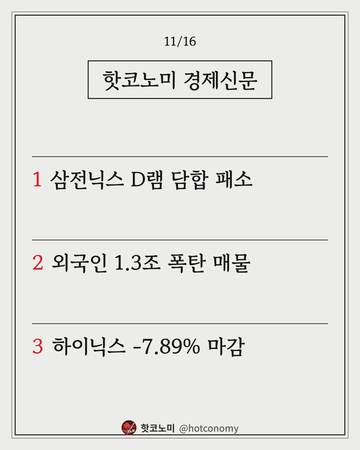 11/16
핫코노미 경제신문
1 삼전닉스 D램 담합 패소
2 외국인 1.3조 폭탄 매물
3 하이닉스 -7.89% 마감
핫코노미 @hotconomy